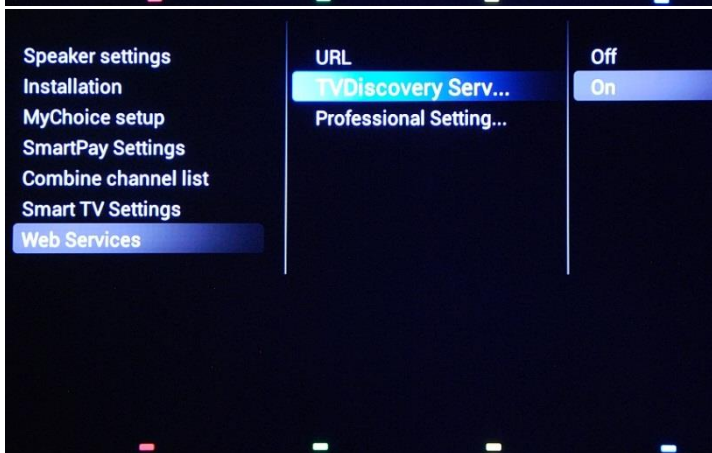 Speaker settings
Installation
MyChoice setup
SmartPay Settings
Combine channel list
Smart TV Settings
Web Services
URL
TVDiscovery Serv...
Professional Setting...
Off
On